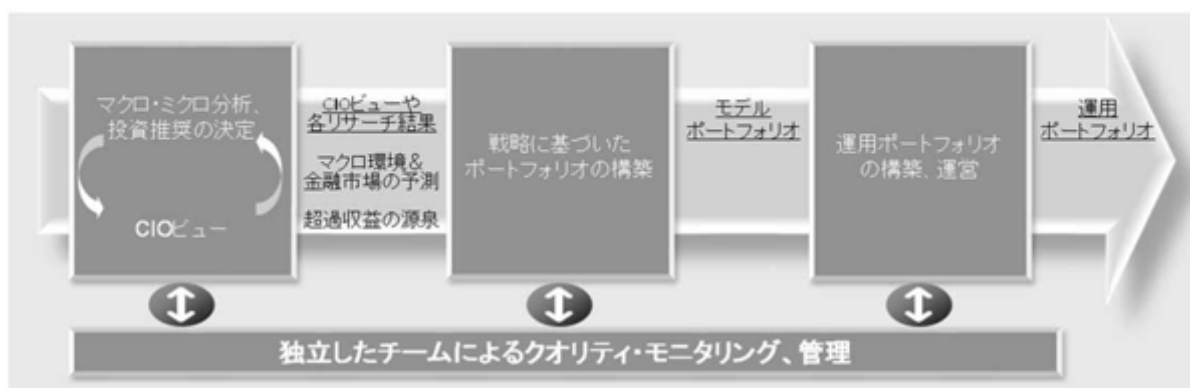 マクロ・ミクロ分析、
投資推奨の決定
CIOビュー
CIOビューや
各リサーチ結果
マクロ環境＆
金融市場の予測
超過収益の源泉
戦略に基づいた
ポートフォリオの構築
モデル
ポートフォリオ
運用ポートフォリオ
の構築、運営
運用
ポートフォリオ
独立したチームによるクオリティ・モニタリング、管理